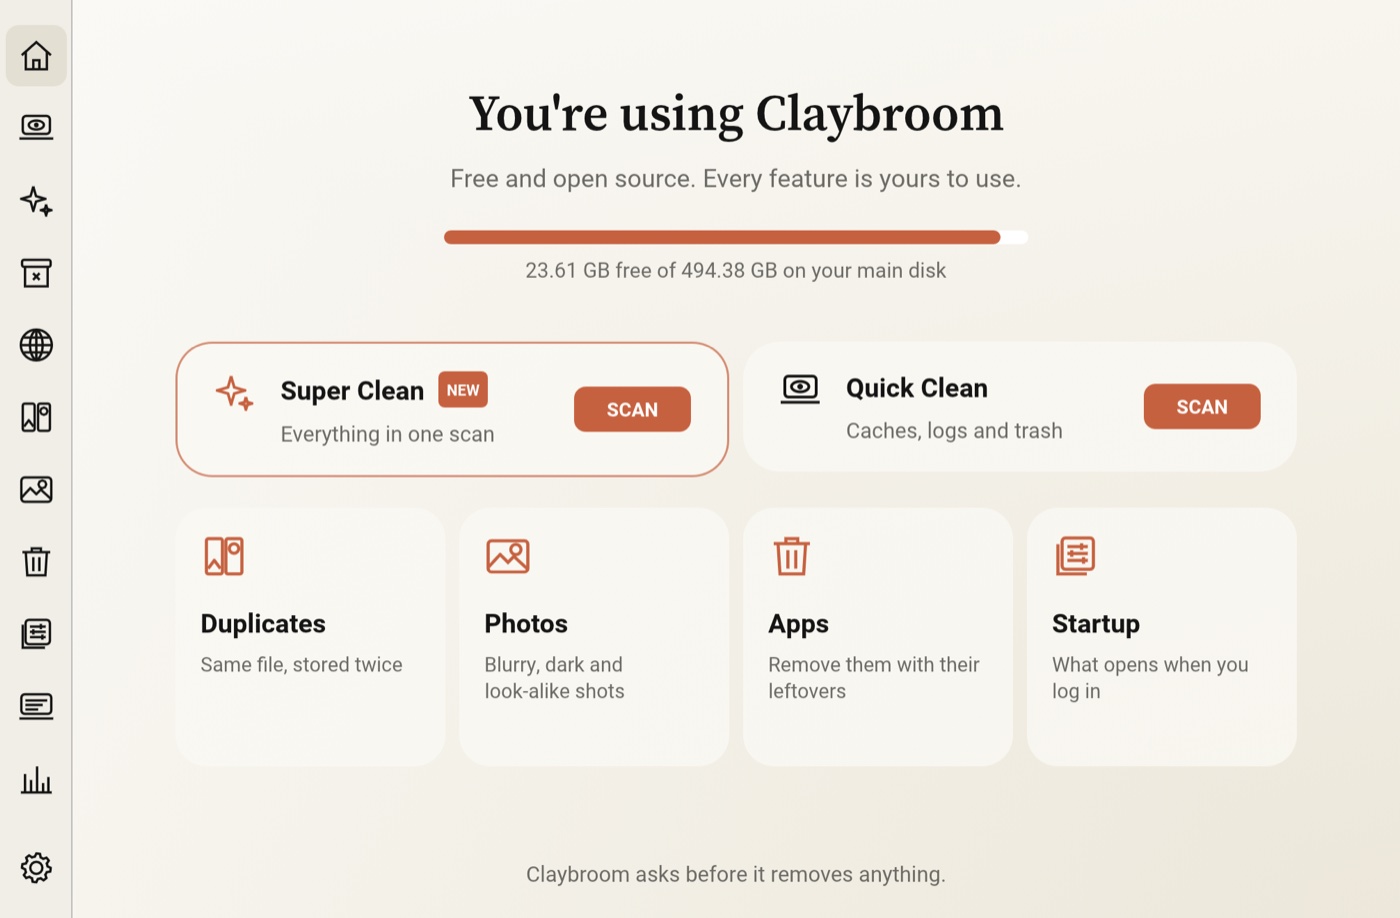 You're using Claybroom
Free and open source. Every feature is yours to use.
23.61 GB free of 494.38 GB on your main disk
Super Clean NEW
Everything in one scan
SCAN
Quick Clean
Caches, logs and trash
SCAN
Duplicates
Same file, stored twice
Photos
Blurry, dark and
look-alike shots
Apps
Remove them with their
leftovers
Startup
What opens when you
log in
Claybroom asks before it removes anything.